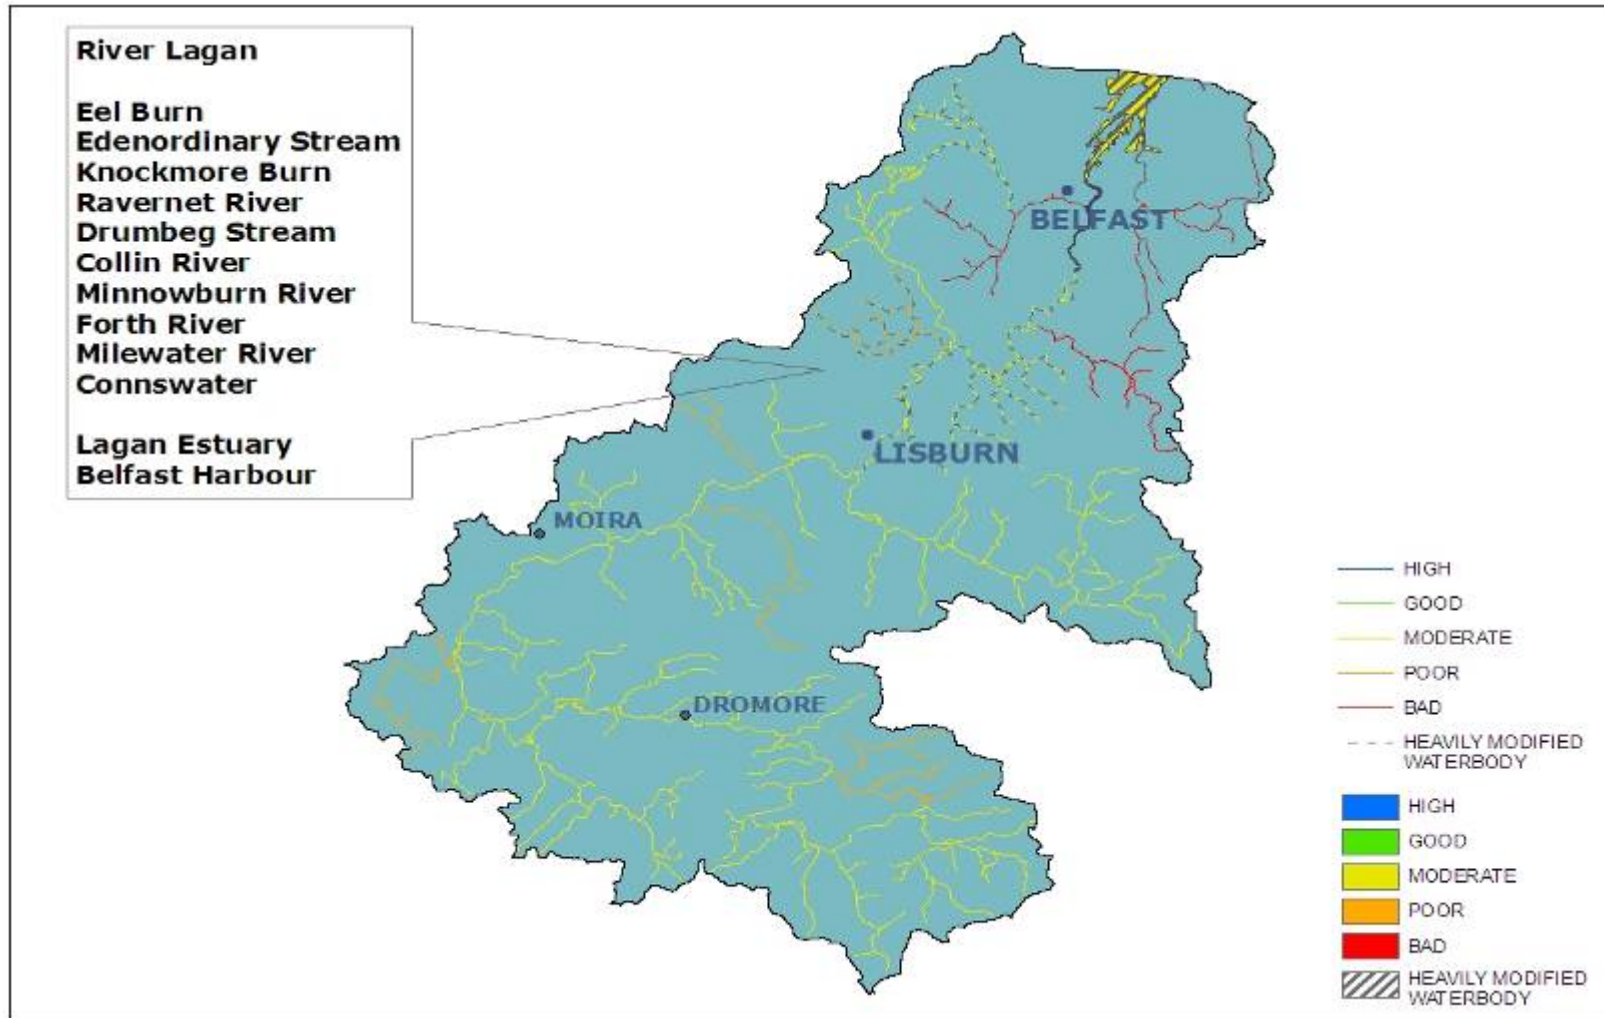 River Lagan
Eel Burn
Edenordinary Stream
Knockmore Burn
Ravernet River
Drumbeg Stream
Collin River
Minnowburn River
Forth River
Milewater River
Connswater
Lagan Estuary
Belfast Harbour
BELFAST
LISBURN
MOIRA
DROMORE
HIGH
GOOD
MODERATE
POOR
BAD
HEAVILY MODIFIED
WATERBODY
HIGH
GOOD
MODERATE
POOR
BAD
HEAVILY MODIFIED
WATERBODY